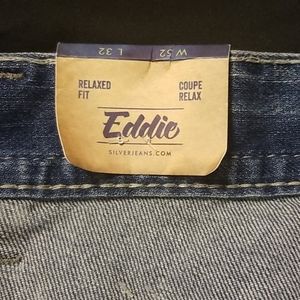 L 32 W 52
RELAXED COUPE
FIT RELAX
Eddie
SILVERJEANS.COM